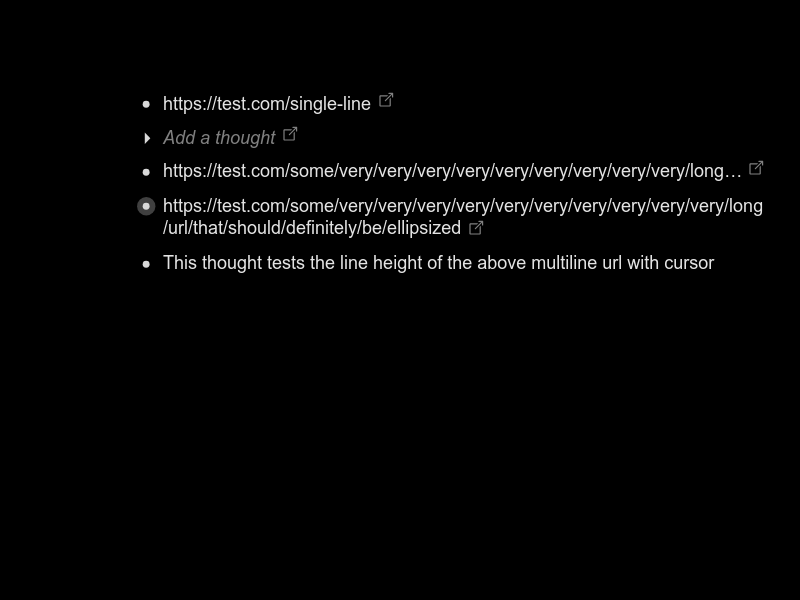 https://test.com/single-line
Add a thought
https://test.com/some/very/very/very/very/very/very/very/very/very/long…
https://test.com/some/very/very/very/very/very/very/very/very/very/very/long
/url/that/should/definitely/be/ellipsized
This thought tests the line height of the above multiline url with cursor